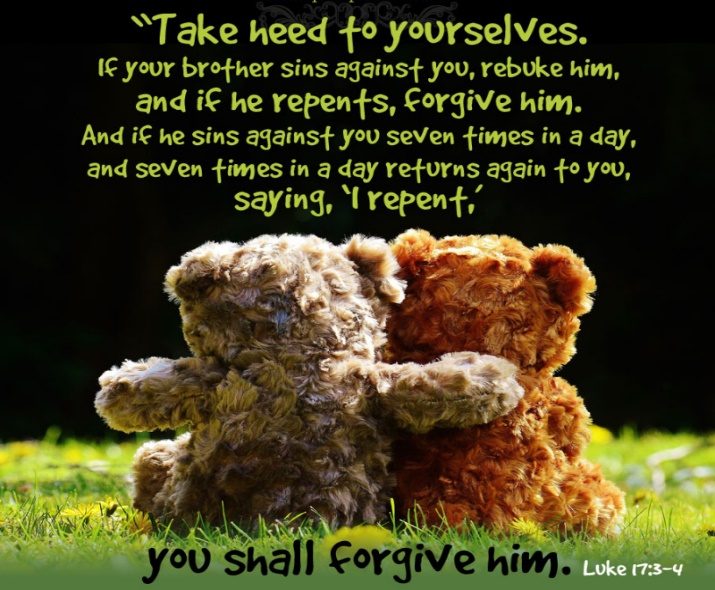 “Take heed to yourselves.
If your brother sins against you, rebuke him,
and if he repents, forgive him.
And if he sins against you seven times in a day,
and seven times in a day returns again to you,
saying, ‘I repent,’
you shall forgive him. Luke 17:3-4